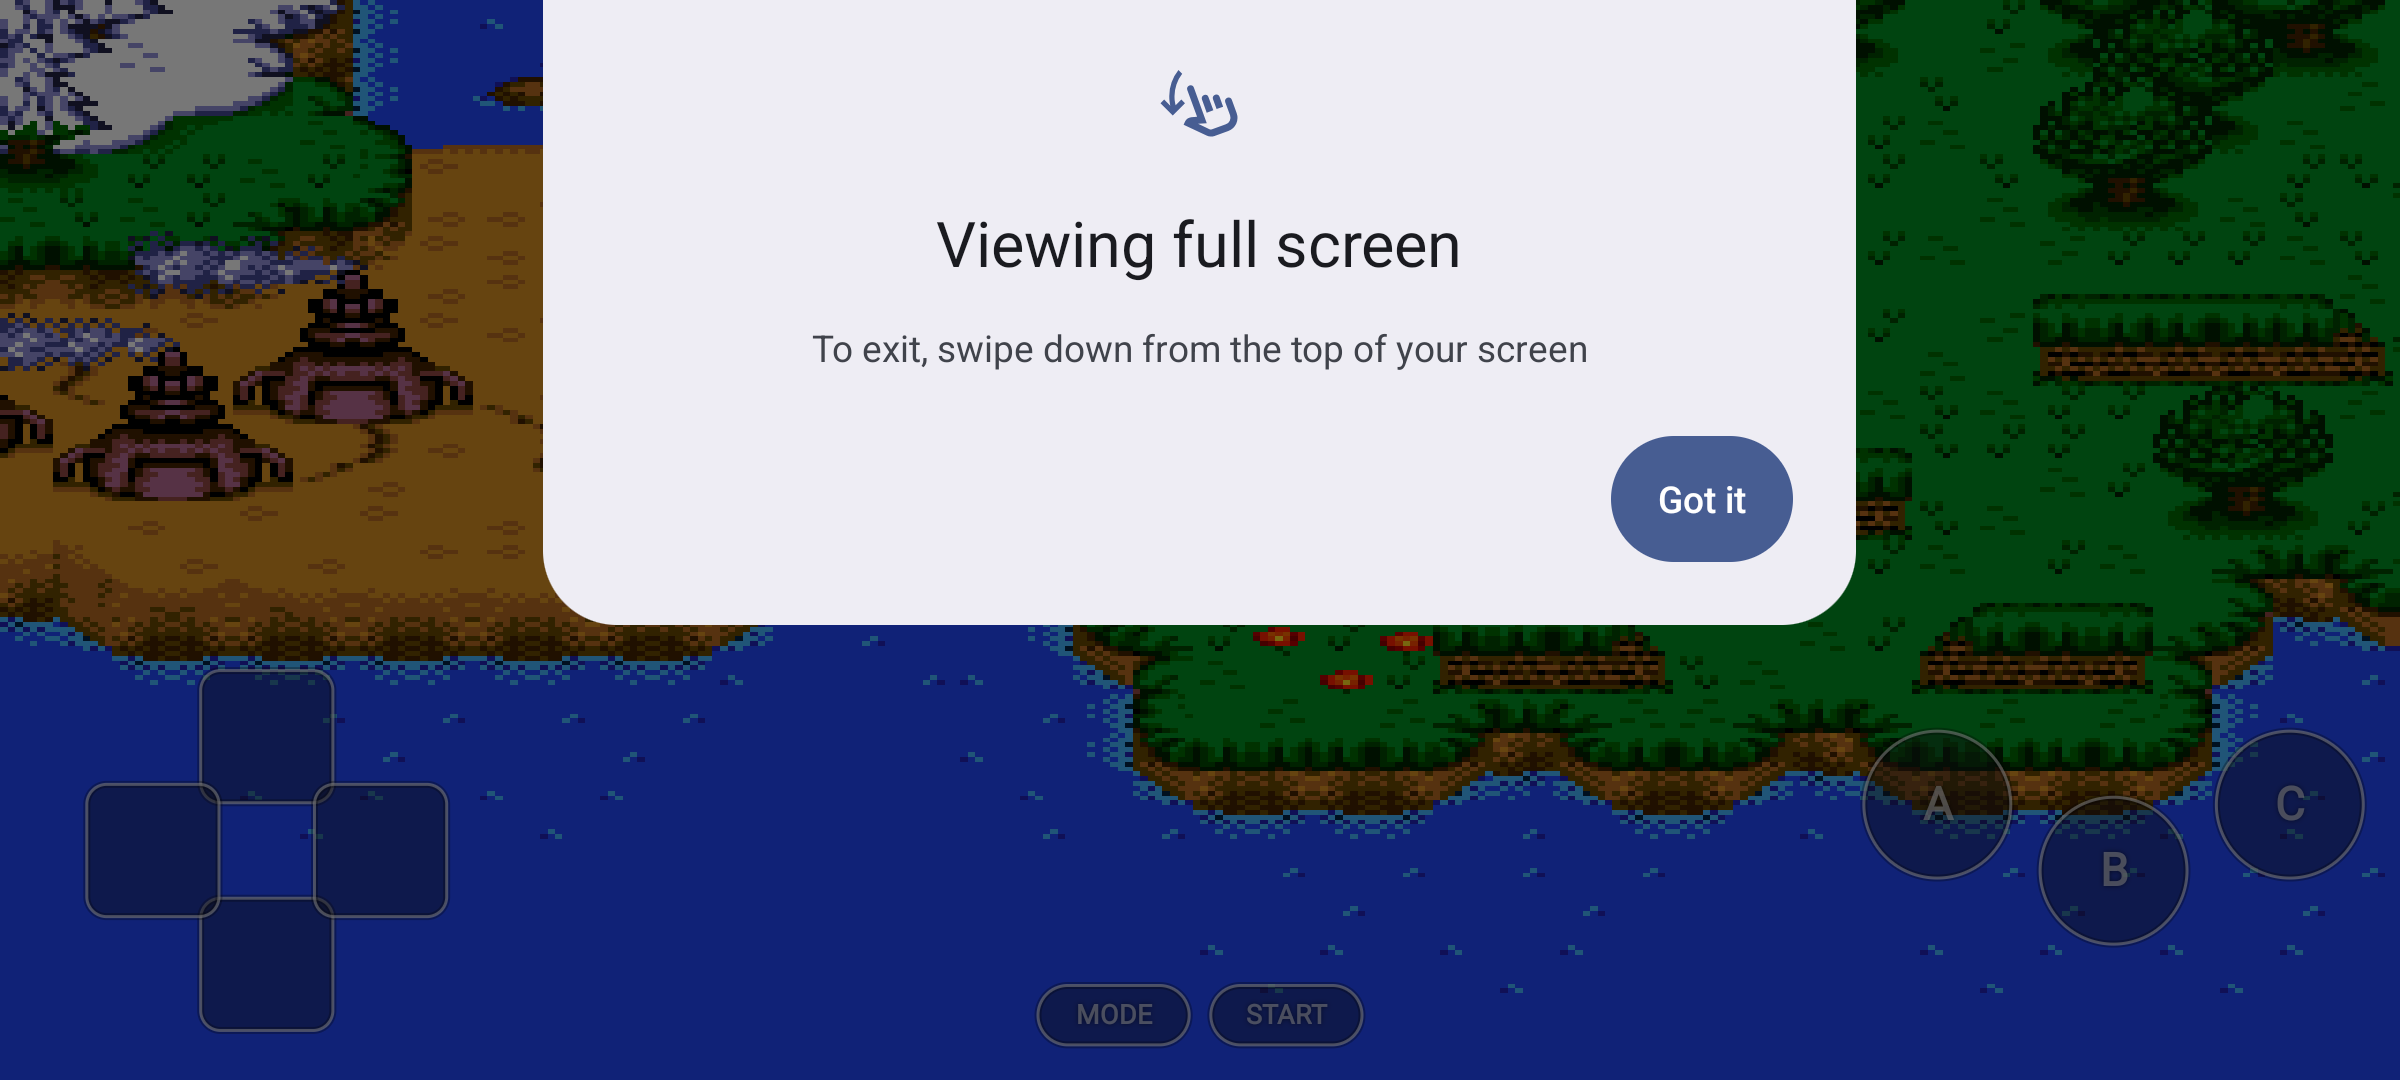 Viewing full screen
To exit, swipe down from the top of your screen
Got it
A
B
C
MODE
START